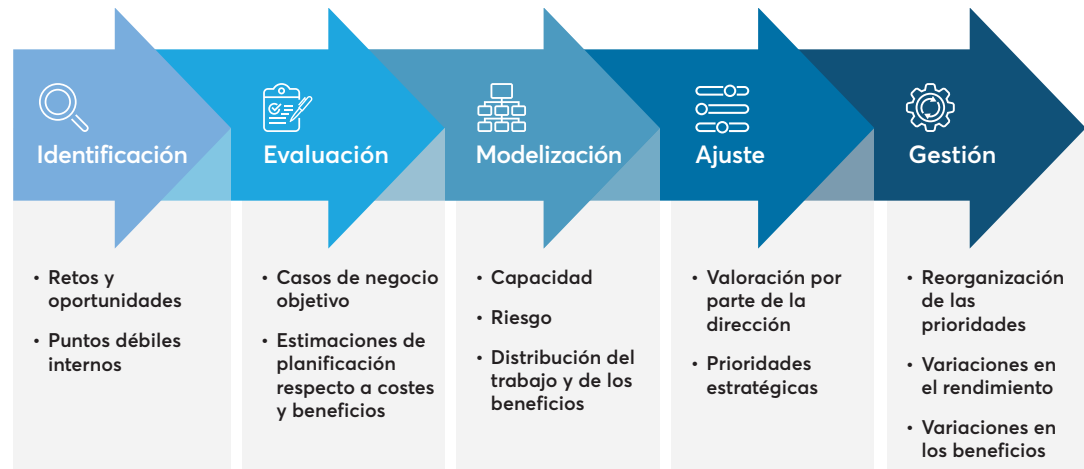 Identificación
Evaluación
Modelización
Ajuste
Gestión
• Retos y
oportunidades
• Puntos débiles
internos
• Casos de negocio
objetivo
• Estimaciones de
planificación
respecto a costes
y beneficios
• Capacidad
• Riesgo
• Distribución del
trabajo y de los
beneficios
• Valoración por
parte de la
dirección
• Prioridades
estratégicas
• Reorganización
de las
prioridades
• Variaciones en
el rendimiento
• Variaciones en
los beneficios